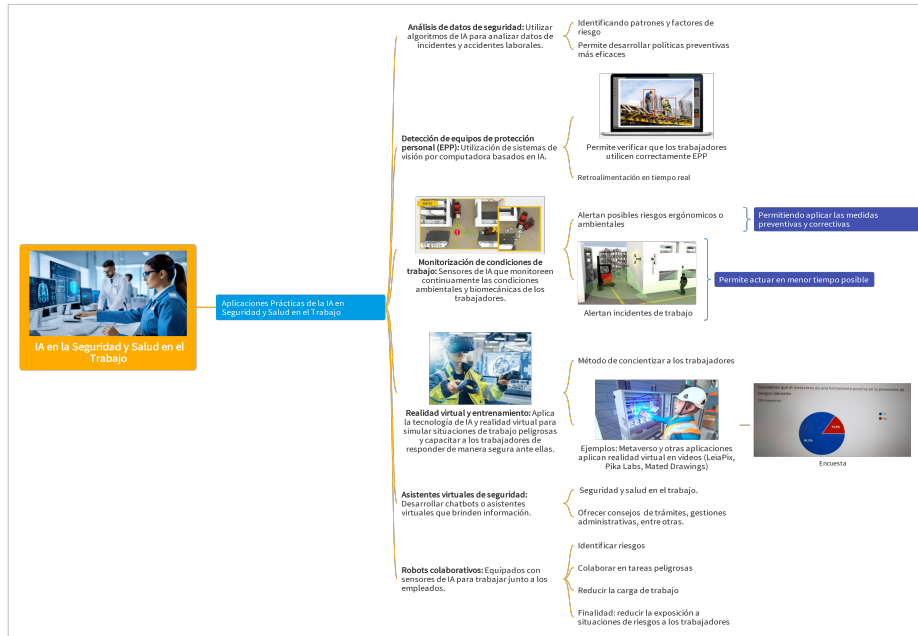 IA en la Seguridad y Salud en el
Trabajo
Aplicaciones Prácticas de la IA en
Seguridad y Salud en el Trabajo
Análisis de datos de seguridad: Utilizar
algoritmos de IA para analizar datos de
incidentes y accidentes laborales.
Identificando patrones y factores de
riesgo
Permite desarrollar políticas preventivas
más eficaces
Detección de equipos de protección
personal (EPP): Utilización de sistemas de
visión por computadora basados en IA.
Permite verificar que los trabajadores
utilicen correctamente EPP
Retroalimentación en tiempo real
Monitorización de condiciones de
trabajo: Sensores de IA que monitoreen
continuamente las condiciones
ambientales y biomecánicas de los
trabajadores.
Alertan posibles riesgos ergónomicos o
ambientales
Permitiendo aplicar las medidas
preventivas y correctivas
Alertan incidentes de trabajo
Permite actuar en menor tiempo posible
Realidad virtual y entrenamiento: Aplica
la tecnología de IA y realidad virtual para
simular situaciones de trabajo peligrosas
y capacitar a los trabajadores de
responder de manera segura ante ellas.
Método de concientizar a los trabajadores
Ejemplos: Metaverso y otras aplicaciones
aplican realidad virtual en videos (LeiaPix,
Pika Labs, Mated Drawings)
Encuesta
Asistentes virtuales de seguridad:
Desarrollar chatbots o asistentes
virtuales que brinden información.
Seguridad y salud en el trabajo.
Ofrecer consejos de trámites, gestiones
administrativas, entre otras.
Robots colaborativos: Equipados con
sensores de IA para trabajar junto a los
empleados.
Identificar riesgos
Colaborar en tareas peligrosas
Reducir la carga de trabajo
Finalidad: reducir la exposición a
situaciones de riesgos a los trabajadores